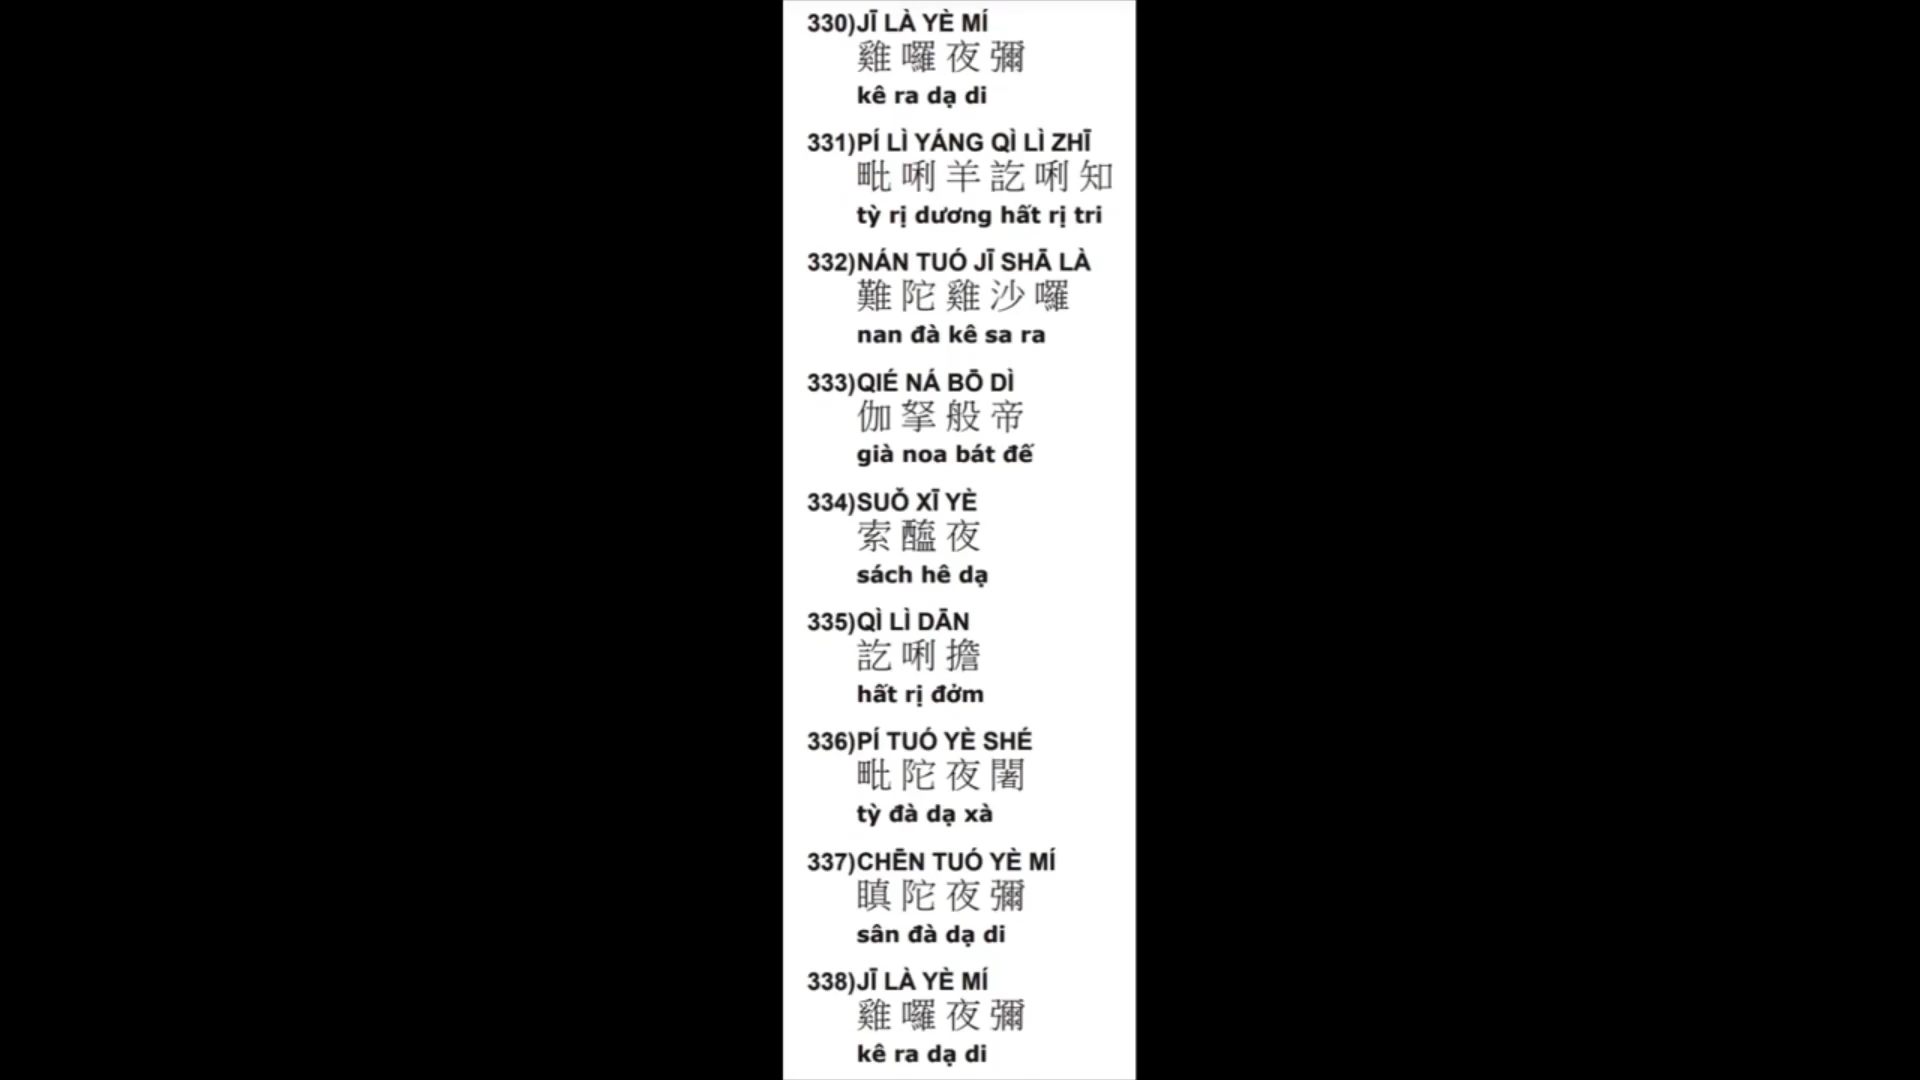 330)JĪ LÀ YÈ MÍ
雞 囉 夜 彌
kê ra dạ di
331)PÍ LÌ YÁNG QÌ LÌ ZHĪ
毗 唎 羊 訖 唎 知
tỳ rị dương hất rị tri
332)NÁN TUÓ JĪ SHĀ LÀ
難 陀 雞 沙 囉
nan đà kê sa ra
333)QIÉ NÁ BŌ DÌ
伽 拏 般 帝
già noa bát đế
334)SUǑ XĪ YÈ
索 醯 夜
sách hê dạ
335)QÌ LÌ DĀN
訖 唎 擔
hất rị đởm
336)PÍ TUÓ YÈ SHÉ
毗 陀 夜 闍
tỳ đà dạ xà
337)CHĒN TUÓ YÈ MÍ
瞋 陀 夜 彌
sân đà dạ di
338)JĪ LÀ YÈ MÍ
雞 囉 夜 彌
kê ra dạ di